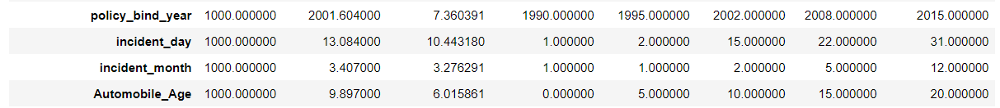 policy_bind_year 1000.000000 2001.604000 7.360391 1990.000000 1995.000000 2002.000000 2008.000000 2015.000000
incident_day 1000.000000 13.084000 10.443180 1.000000 2.000000 15.000000 22.000000 31.000000
incident_month 1000.000000 3.407000 3.276291 1.000000 1.000000 2.000000 5.000000 12.000000
Automobile_Age 1000.000000 9.897000 6.015861 0.000000 5.000000 10.000000 15.000000 20.000000